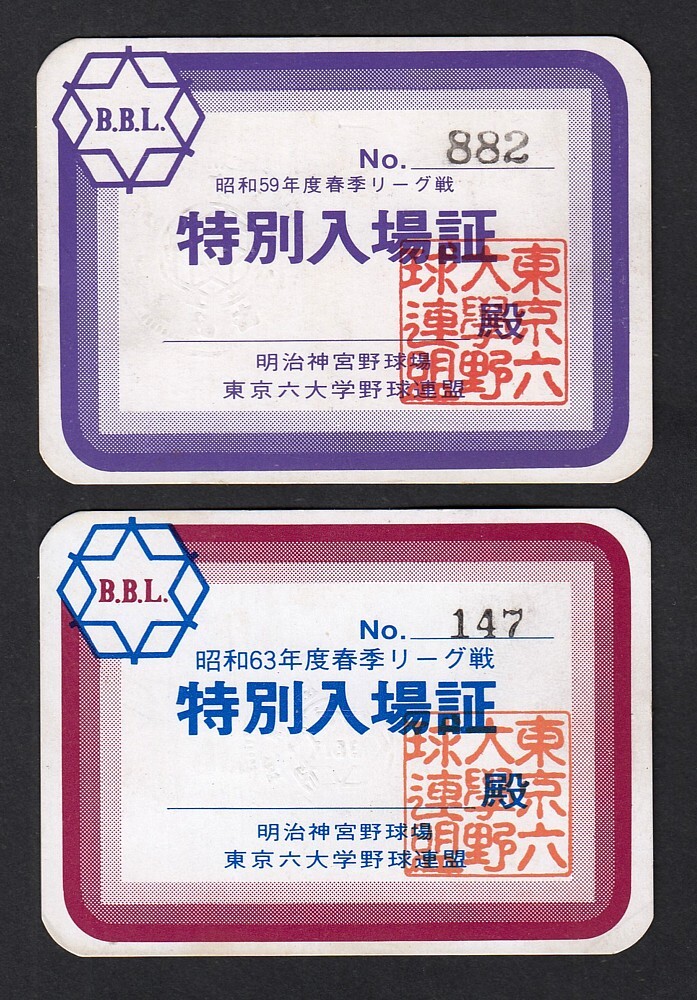 B.B.L.
No. 882
昭和59年度春季リーグ戦
特別入場証
殿
明治神宮野球場
東京六大学野球連盟
東京六
大學野
球連明
B.B.L.
No. 147
昭和63年度春季リーグ戦
特別入場証
殿
明治神宮野球場
東京六大学野球連盟
東京六
大學野
球連明